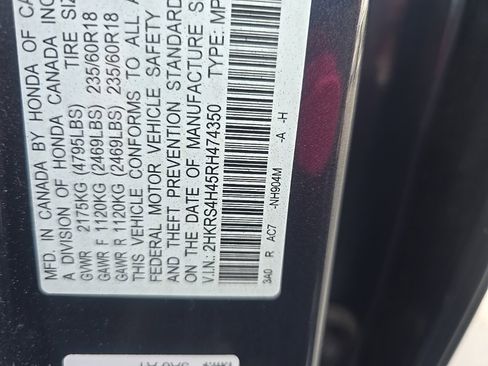 MFD. IN CANADA BY HONDA OF CA
A DIVISION OF HONDA CANADA INC
TIRE SIZ
GVWR 2175KG (4795LBS)
GAWR F 1120KG (2469LBS) 235/60R18
GAWR R 1120KG (2469LBS) 235/60R18
THIS VEHICLE CONFORMS TO ALL A
FEDERAL MOTOR VEHICLE SAFETY
AND THEFT PREVENTION STANDARD
ON THE DATE OF MANUFACTURE S
V.I.N.: 2HKRS4H45RH474350 TYPE: MP
3A0 R AC7 -NH904M -A -H